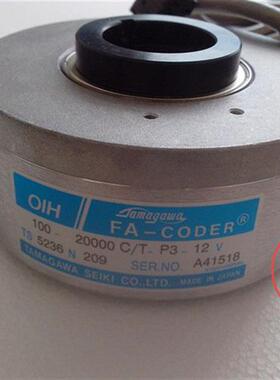 OIH Tamagawa
FA-CODER®
100 - 20000 C/T- P3 - 12 V
TS 5236 N 209 SER.NO A41518
TAMAGAWA SEIKI CO.,LTD. MADE IN JAPAN